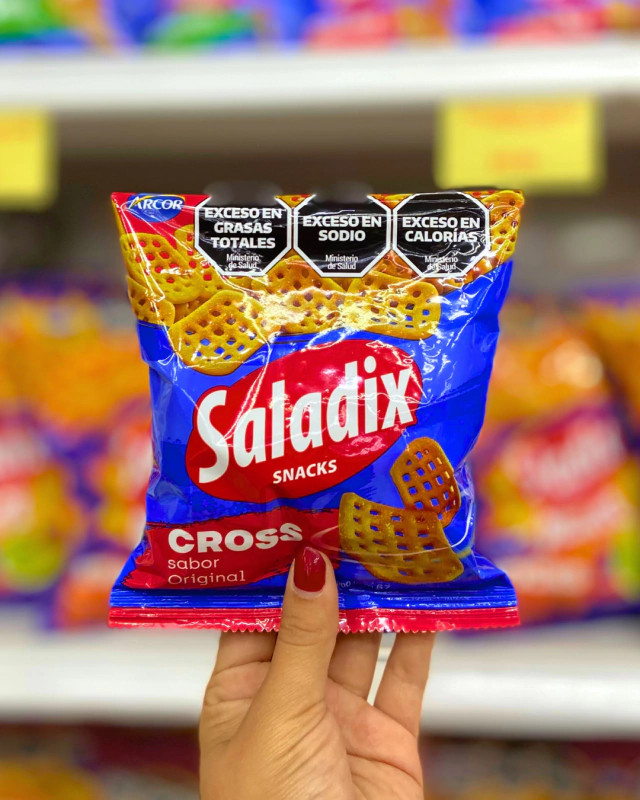 ARCOR
EXCESO EN
GRASAS
TOTALES
Ministerio
de Salud
EXCESO EN
SODIO
Ministerio
de Salud
EXCESO EN
CALORÍAS
Ministerio
de Salud
Saladix
SNACKS
CROSS
sabor
Original